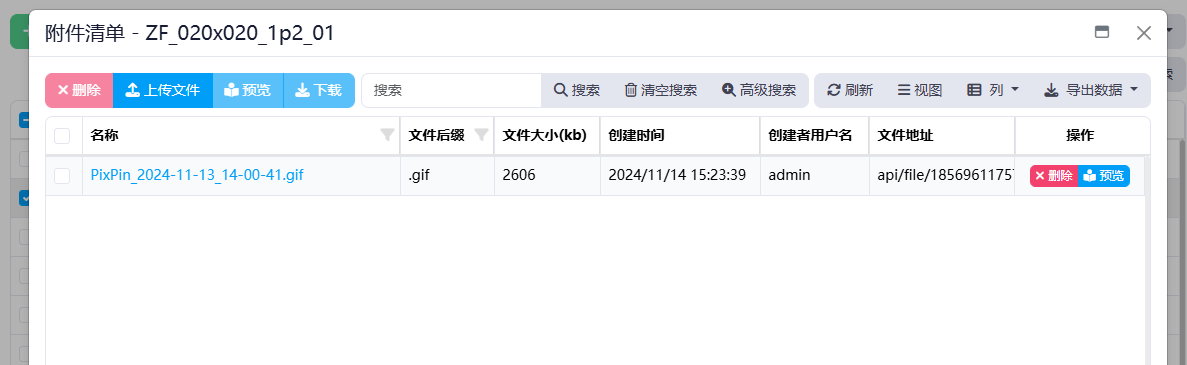 附件清单 - ZF_020x020_1p2_01
删除 上传文件 预览 下载 搜索 搜索 清空搜索 高级搜索 刷新 视图 列 导出数据
名称 文件后缀 文件大小(kb) 创建时间 创建者用户名 文件地址 操作
PixPin_2024-11-13_14-00-41.gif .gif 2606 2024/11/14 15:23:39 admin api/file/1856961175 删除 预览